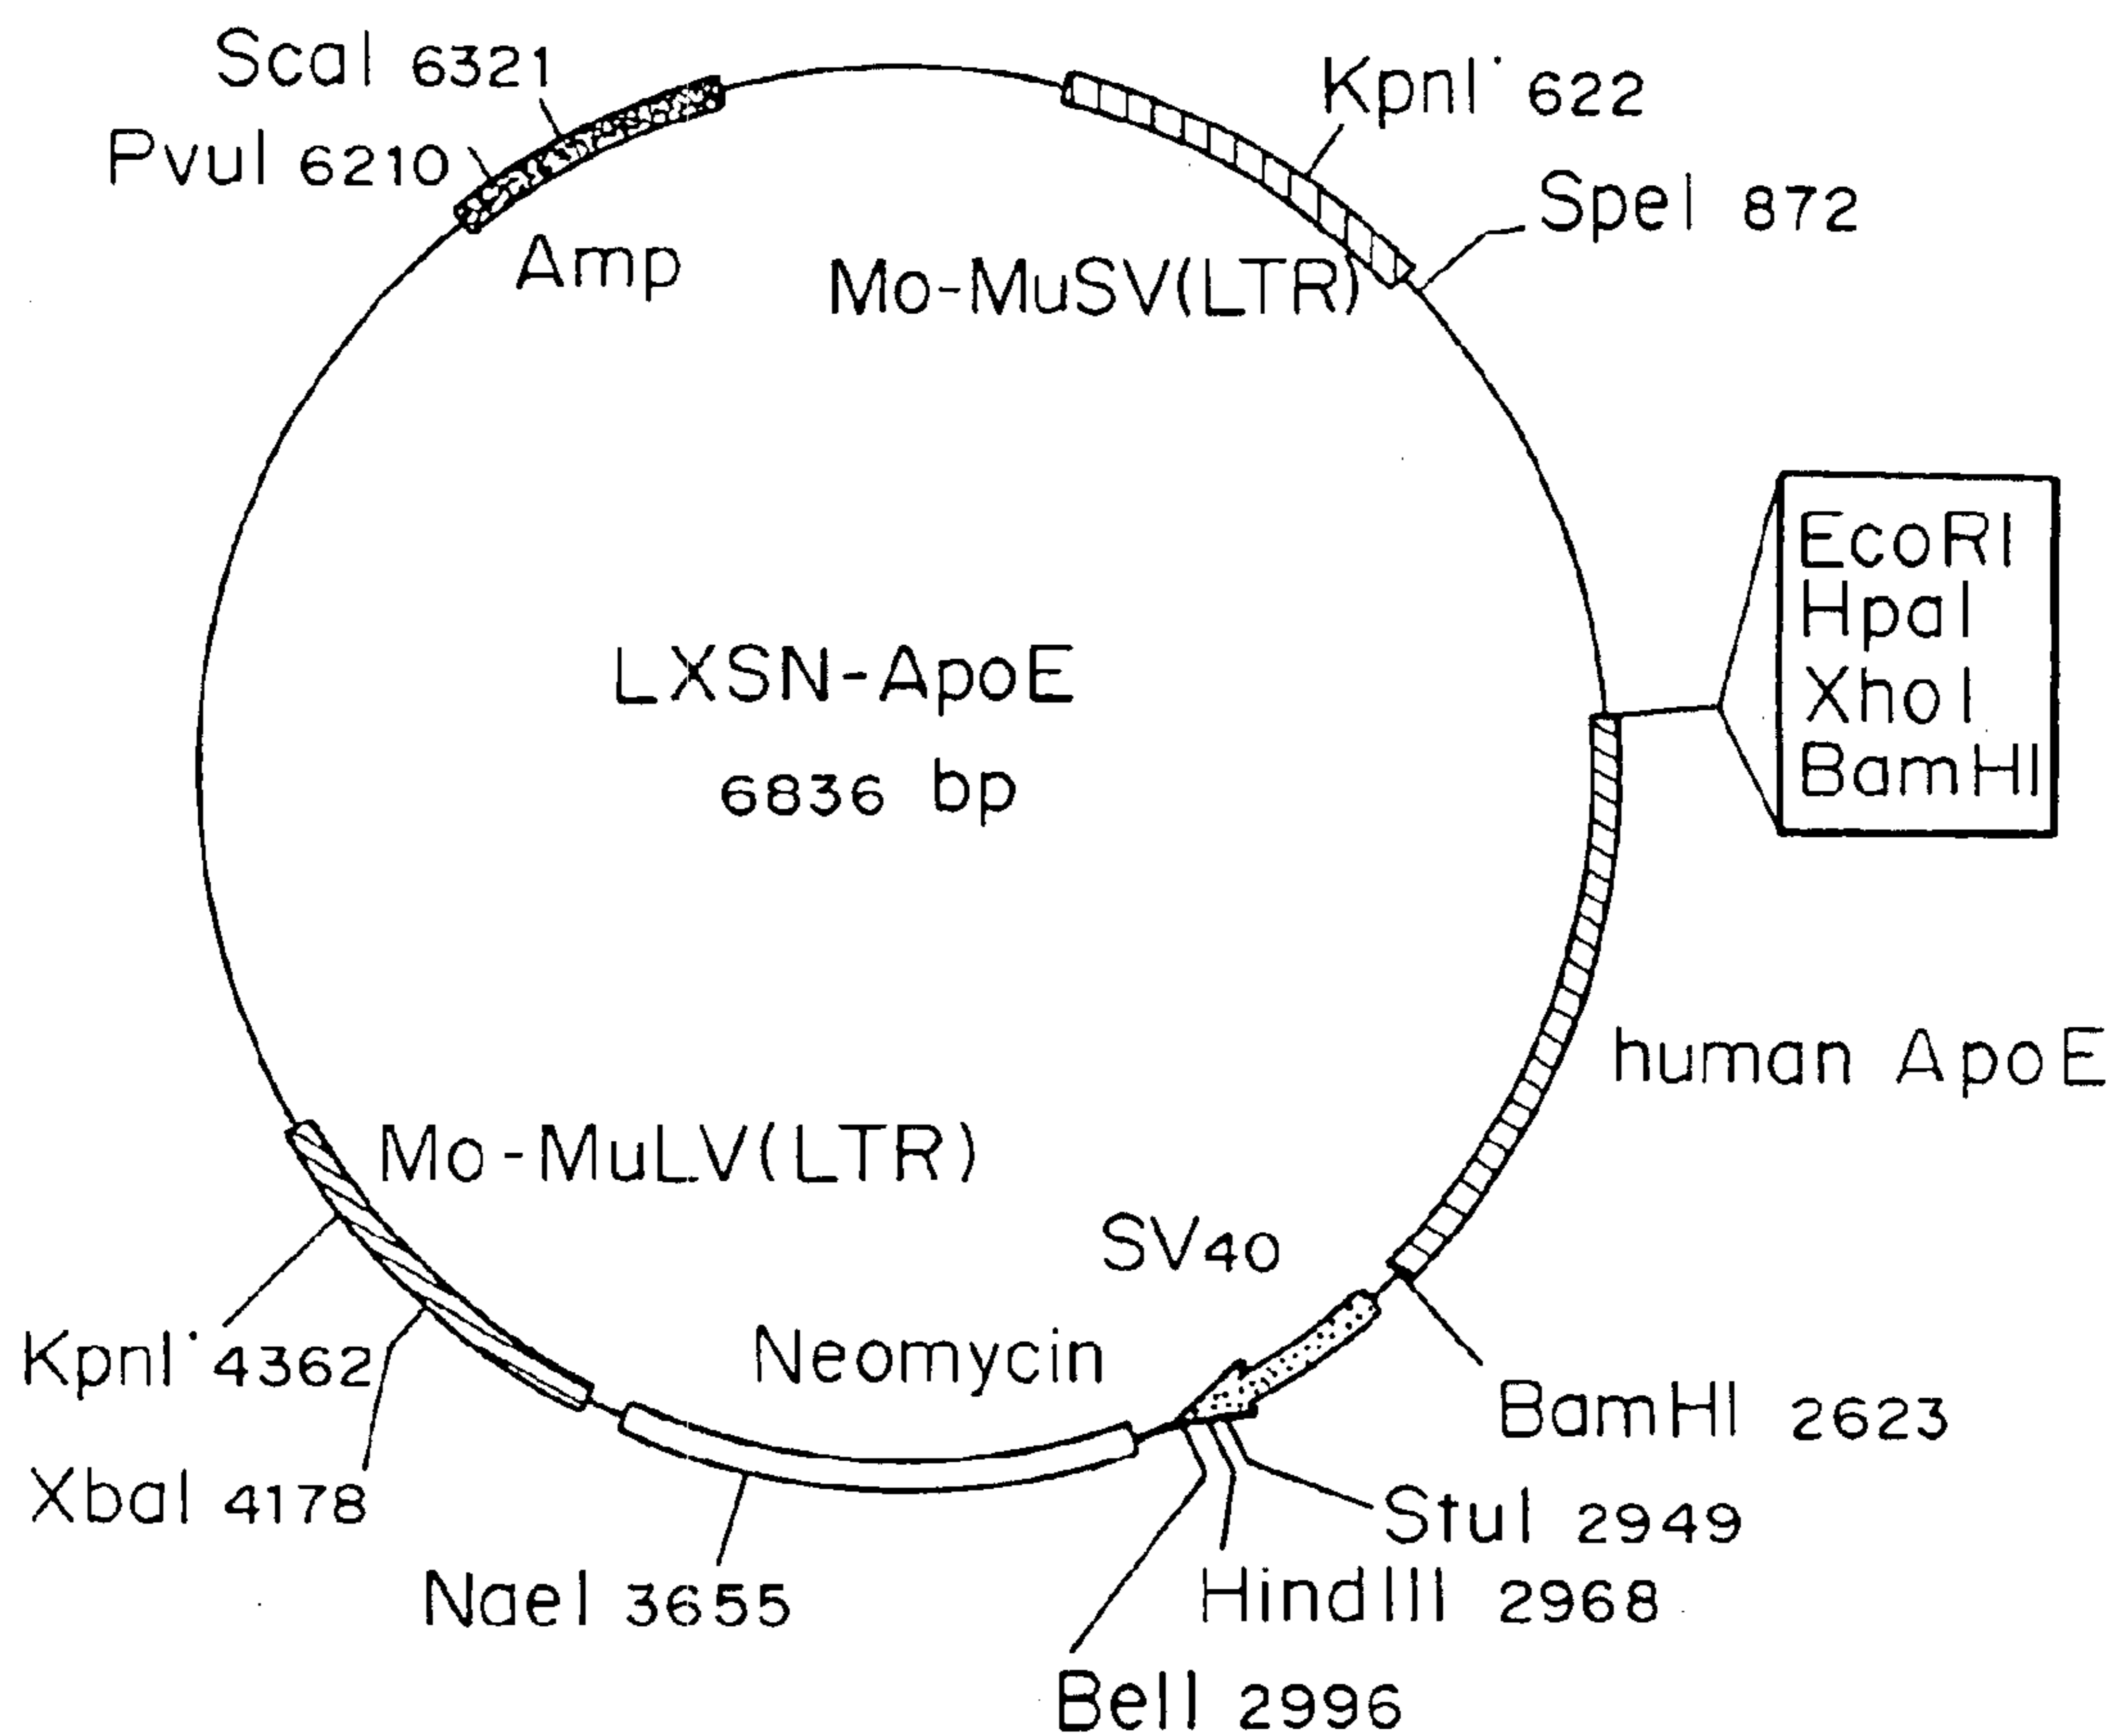 ScaI 6321
PvuI 6210
Amp
Mo-MuSV(LTR)
KpnI 622
SpeI 872
EcoRI
HpaI
XhoI
BamHI
LXSN-ApoE
6836 bp
human ApoE
Mo-MuLV(LTR)
SV40
Neomycin
KpnI 4362
XbaI 4178
NaeI 3655
BamHI 2623
StuI 2949
HindIII 2968
BelI 2996